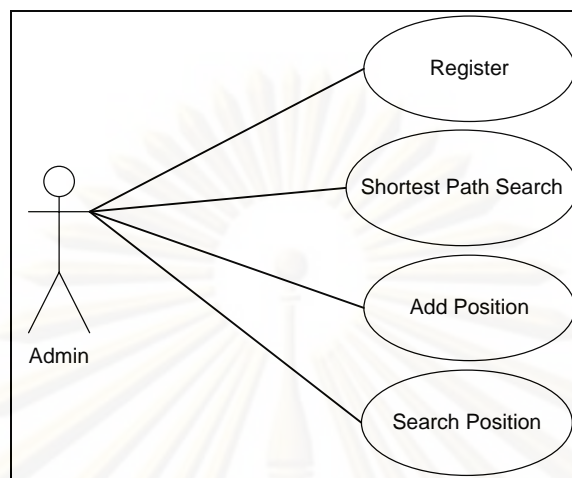 Register
Shortest Path Search
Add Position
Admin
Search Position